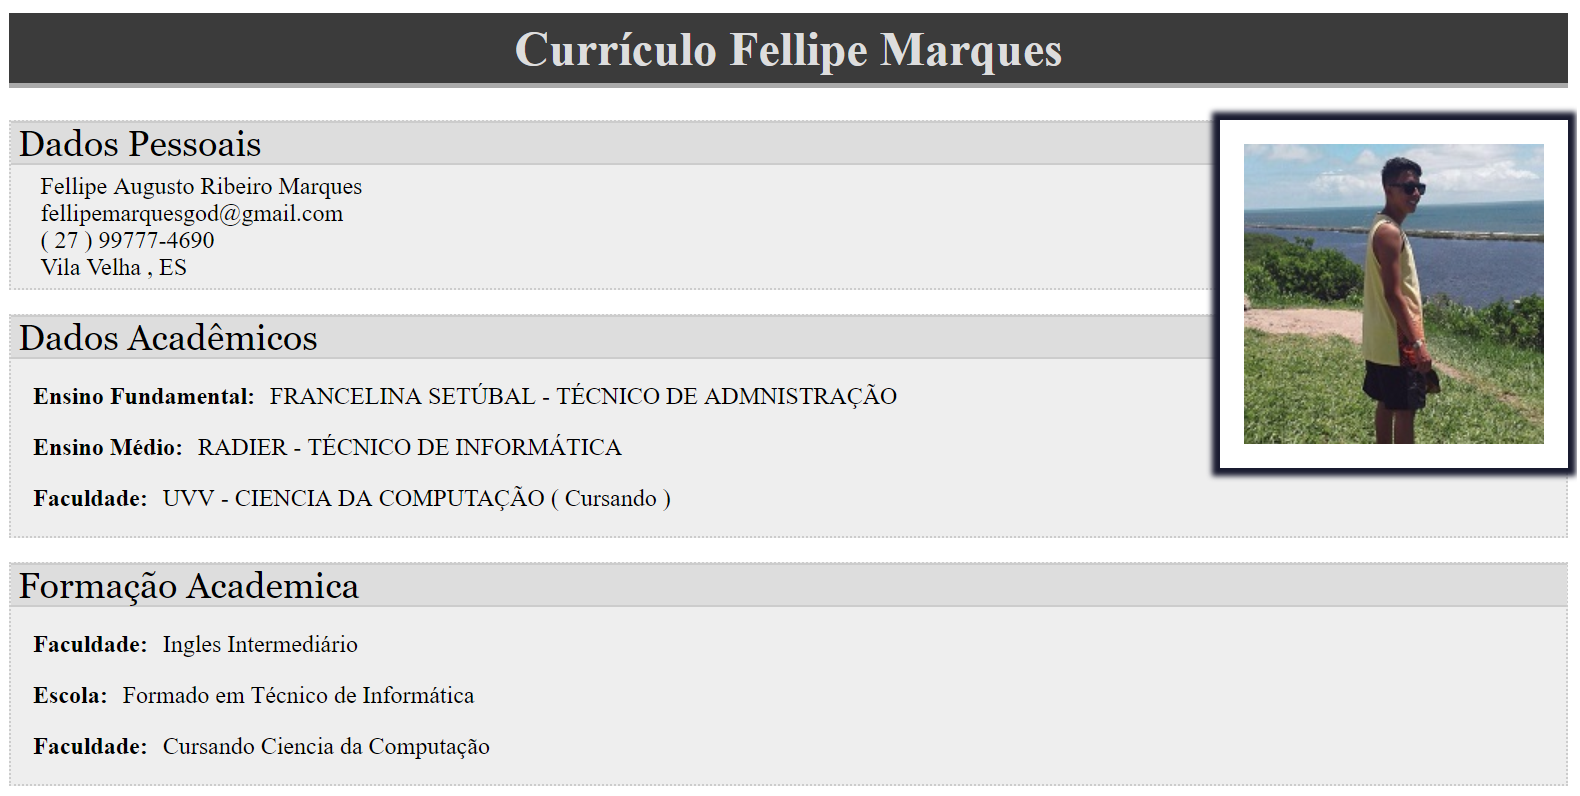 Currículo Fellipe Marques
Dados Pessoais
Fellipe Augusto Ribeiro Marques
fellipemarquesgod@gmail.com
( 27 ) 99777-4690
Vila Velha , ES
Dados Acadêmicos
Ensino Fundamental: FRANCELINA SETÚBAL - TÉCNICO DE ADMNISTRAÇÃO
Ensino Médio: RADIER - TÉCNICO DE INFORMÁTICA
Faculdade: UVV - CIENCIA DA COMPUTAÇÃO ( Cursando )
Formação Academica
Faculdade: Ingles Intermediário
Escola: Formado em Técnico de Informática
Faculdade: Cursando Ciencia da Computação